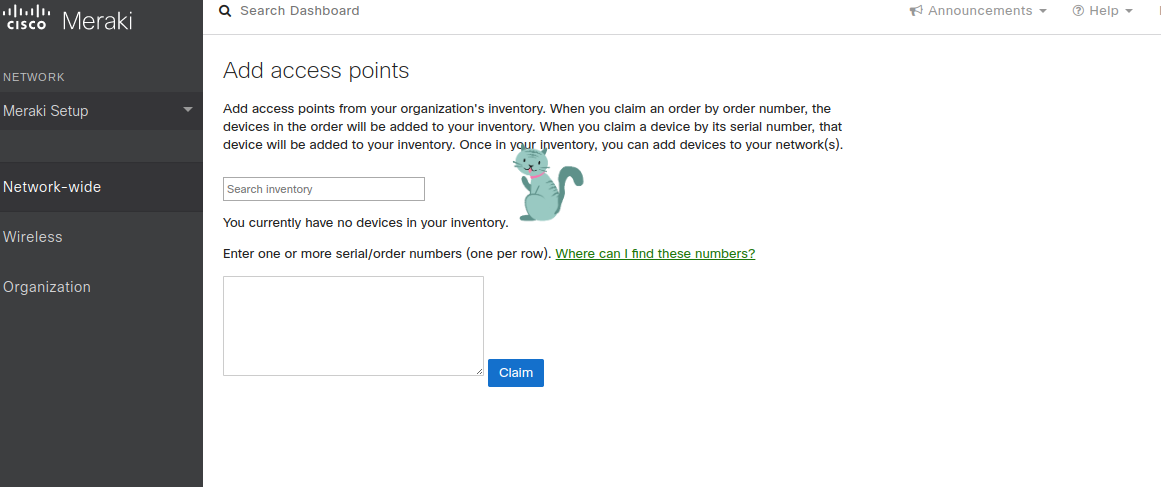 CISCO Meraki
Search Dashboard
Announcements
Help
NETWORK
Meraki Setup
Network-wide
Wireless
Organization
Add access points
Add access points from your organization's inventory. When you claim an order by order number, the
devices in the order will be added to your inventory. When you claim a device by its serial number, that
device will be added to your inventory. Once in your inventory, you can add devices to your network(s).
Search inventory
You currently have no devices in your inventory.
Enter one or more serial/order numbers (one per row). Where can I find these numbers?
Claim